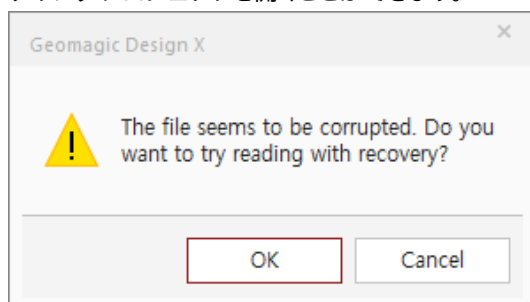 Geomagic Design X
The file seems to be corrupted. Do you
want to try reading with recovery?
OK
Cancel